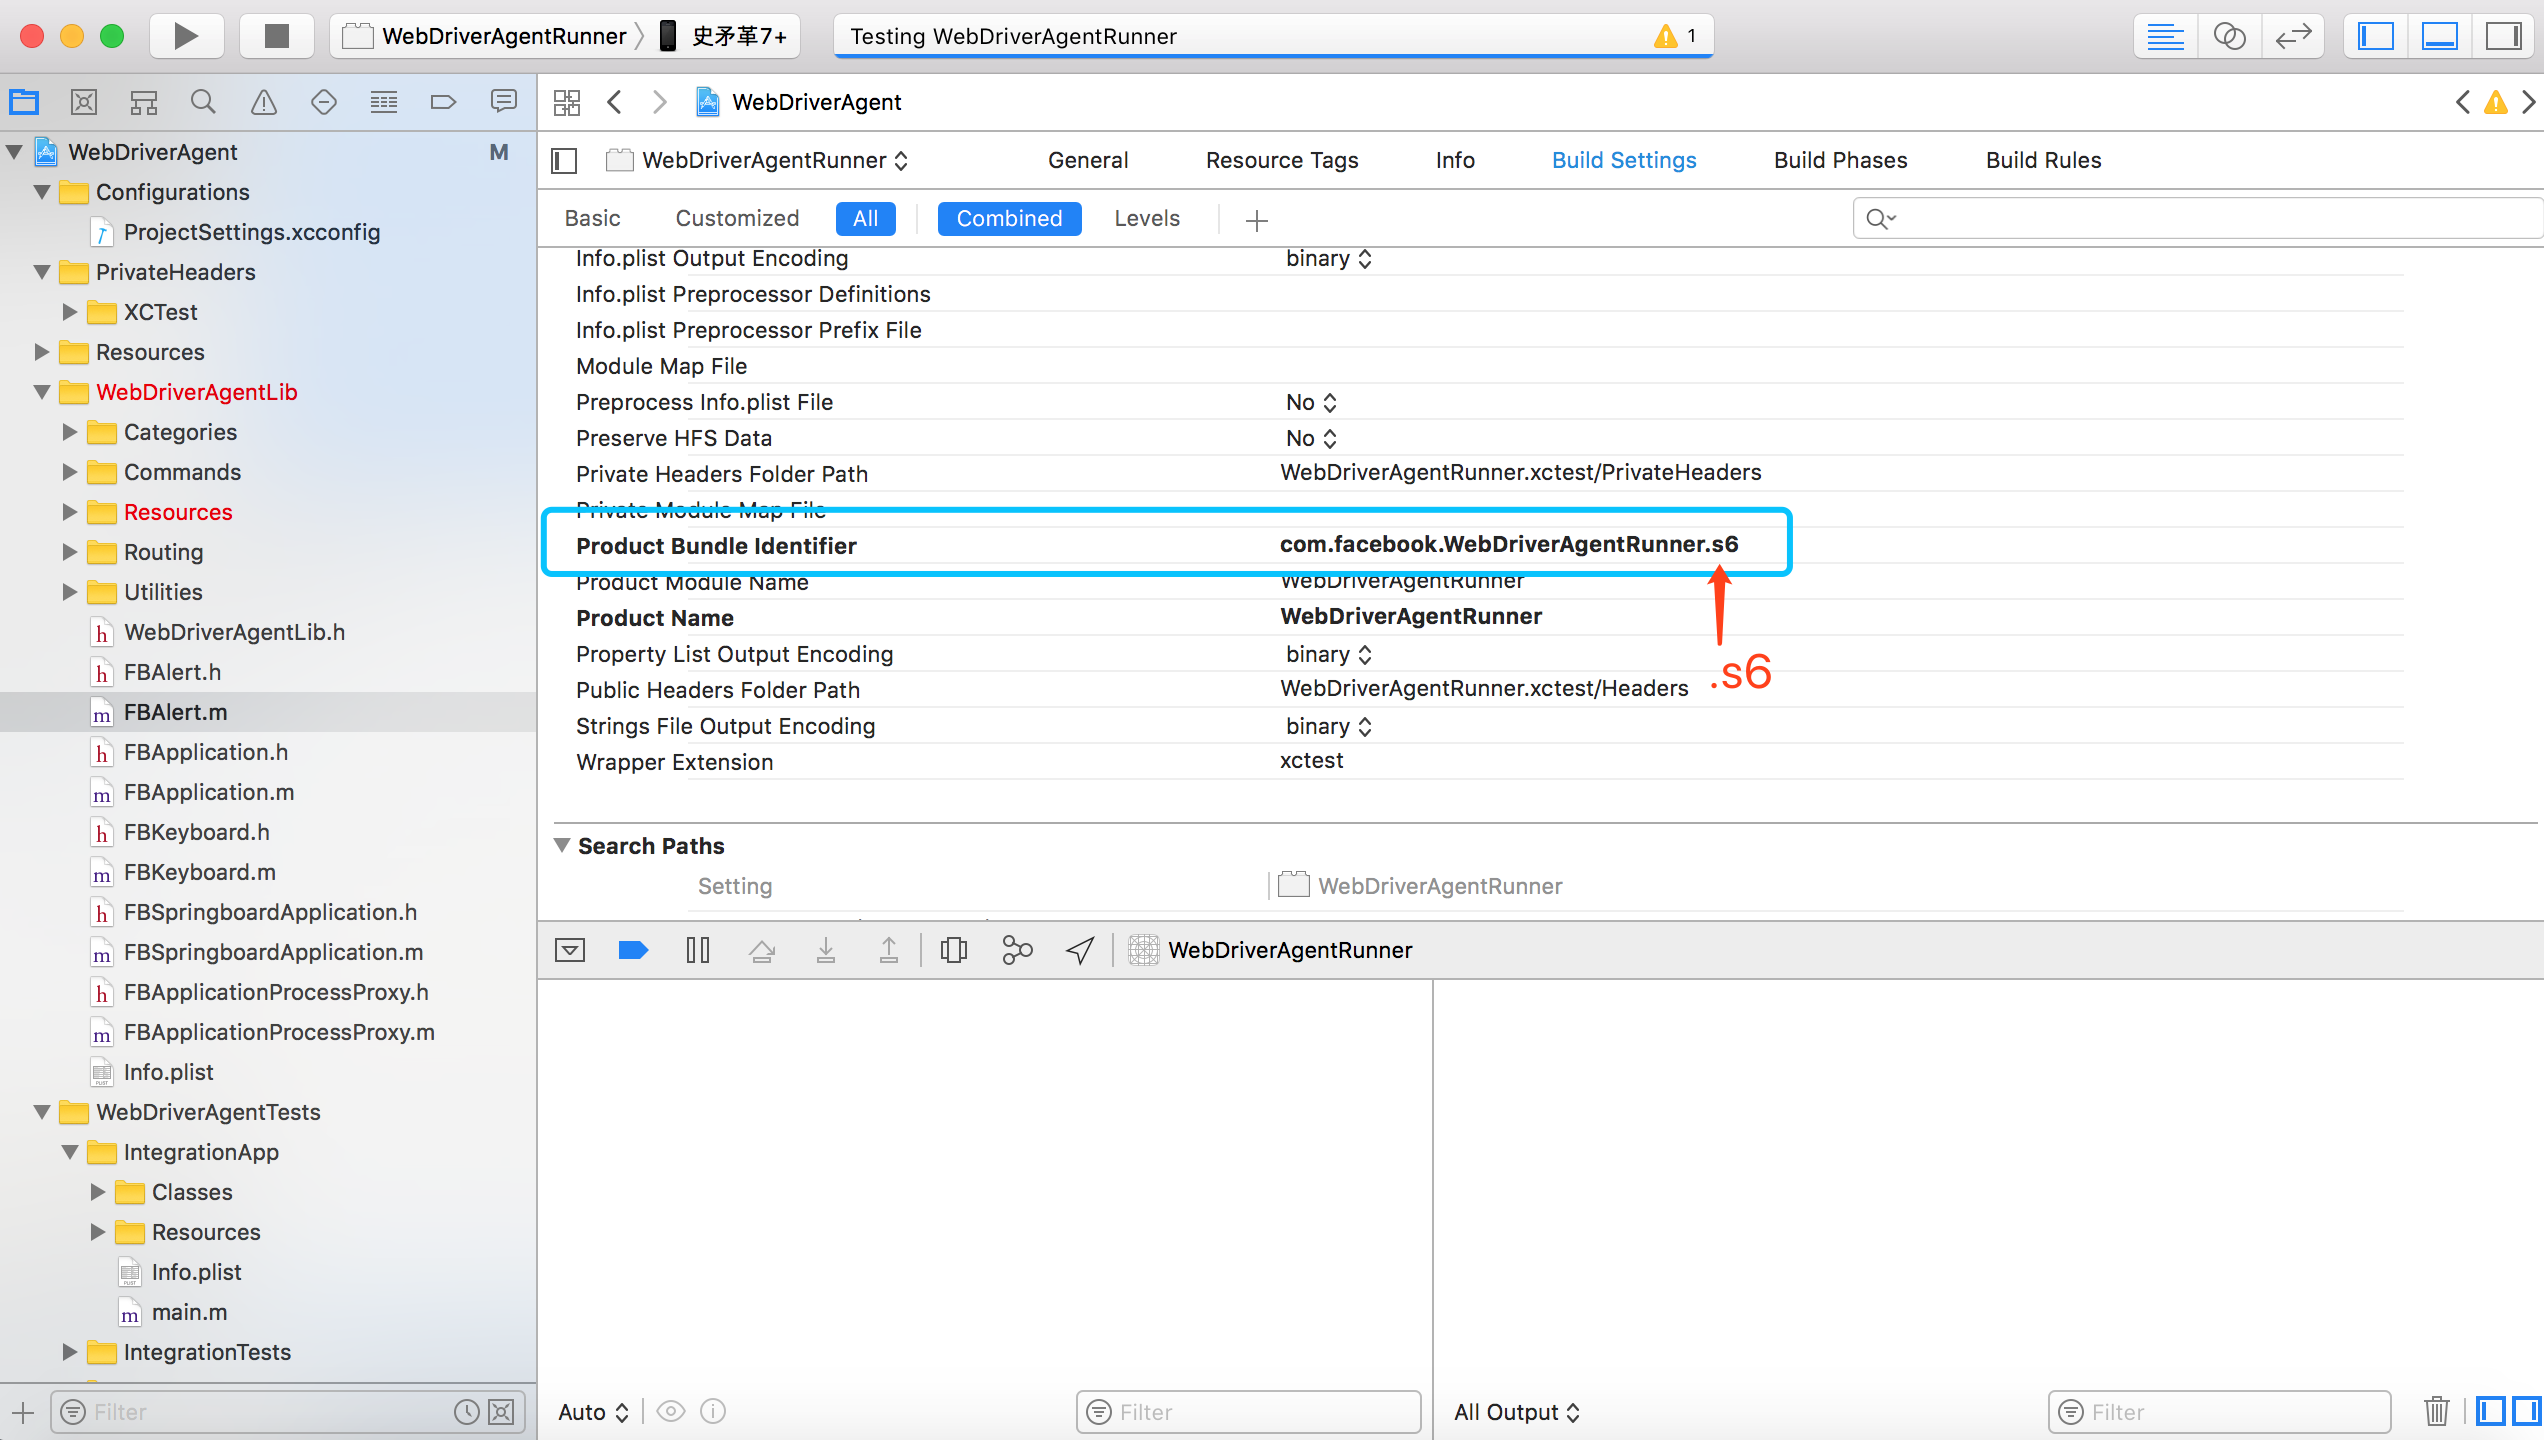 WebDriverAgentRunner 史矛革7+
Testing WebDriverAgentRunner 1
WebDriverAgent
WebDriverAgent M
Configurations
ProjectSettings.xcconfig
PrivateHeaders
XCTest
Resources
WebDriverAgentLib
Categories
Commands
Resources
Routing
Utilities
WebDriverAgentLib.h
FBAlert.h
FBAlert.m
FBApplication.h
FBApplication.m
FBKeyboard.h
FBKeyboard.m
FBSpringboardApplication.h
FBSpringboardApplication.m
FBApplicationProcessProxy.h
FBApplicationProcessProxy.m
Info.plist
WebDriverAgentTests
IntegrationApp
Classes
Resources
Info.plist
main.m
IntegrationTests
Filter
WebDriverAgentRunner General Resource Tags Info Build Settings Build Phases Build Rules
Basic Customized All Combined Levels
Info.plist Output Encoding binary
Info.plist Preprocessor Definitions
Info.plist Preprocessor Prefix File
Module Map File
Preprocess Info.plist File No
Preserve HFS Data No
Private Headers Folder Path WebDriverAgentRunner.xctest/PrivateHeaders
Private Module Map File
Product Bundle Identifier com.facebook.WebDriverAgentRunner.s6
Product Module Name WebDriverAgentRunner
Product Name WebDriverAgentRunner
Property List Output Encoding binary
.s6
Public Headers Folder Path WebDriverAgentRunner.xctest/Headers
Strings File Output Encoding binary
Wrapper Extension xctest
Search Paths
Setting WebDriverAgentRunner
WebDriverAgentRunner
Auto Filter All Output Filter